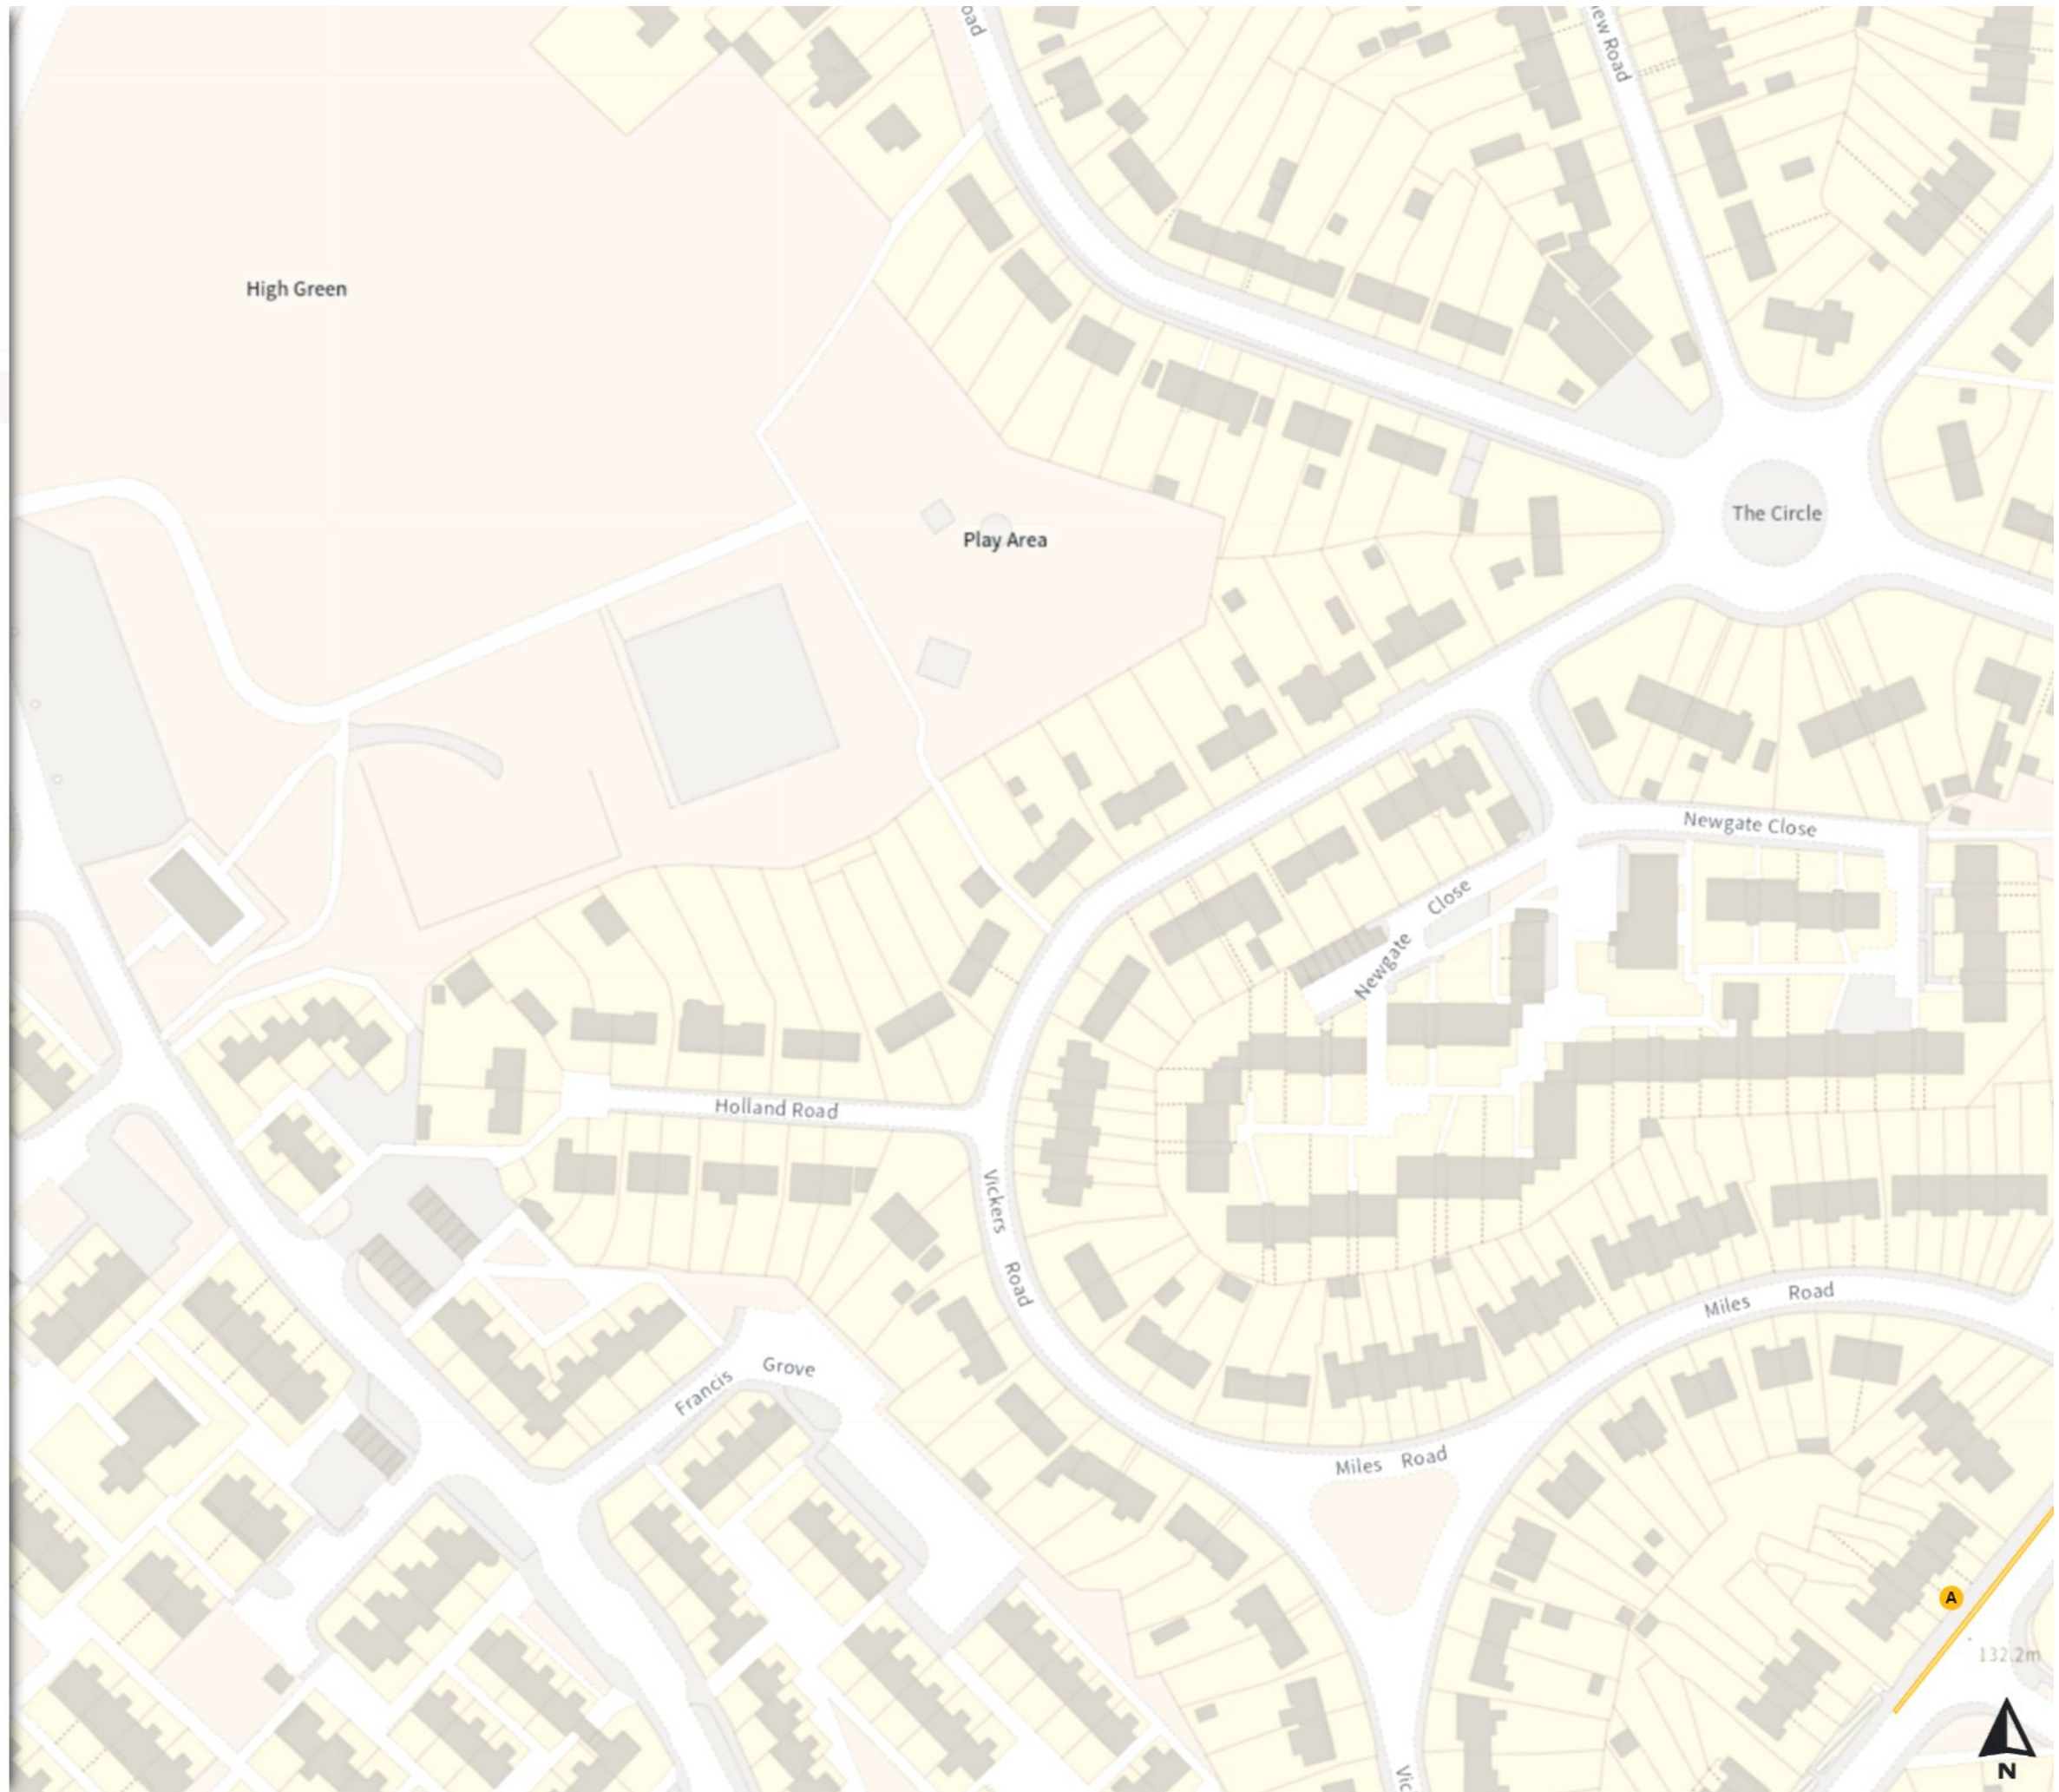 High Green
Play Area
The Circle
Newgate Close
Newgate Close
Holland Road
Vickers Road
Miles Road
Miles Road
Francis Grove
A
132.2m
N